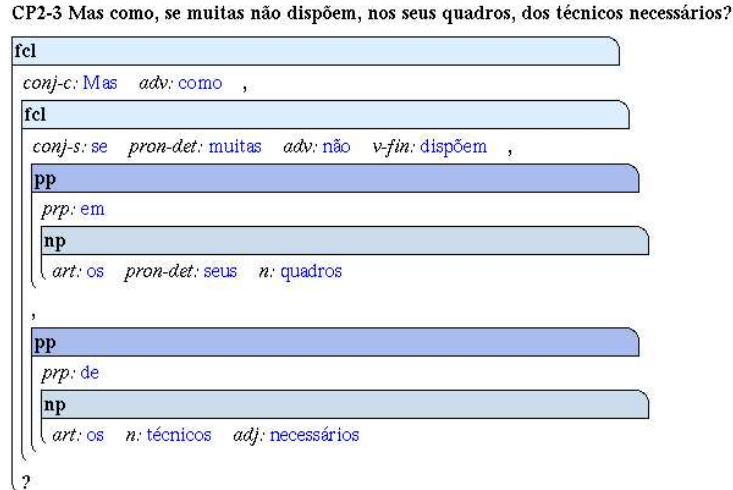 CP2-3 Mas como, se muitas não dispõem, nos seus quadros, dos técnicos necessários?
fcl
conj-c: Mas adv: como ,
fcl
conj-s: se pron-det: muitas adv: não v-fin: dispõem ,
pp
prp: em
np
art: os pron-det: seus n: quadros
,
pp
prp: de
np
art: os n: técnicos adj: necessários
?